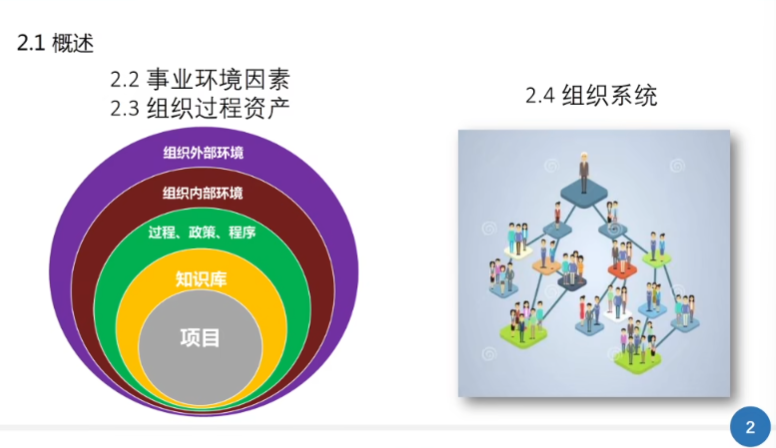 2.1 概述
2.2 事业环境因素
2.3 组织过程资产
组织外部环境
组织内部环境
过程、政策、程序
知识库
项目
2.4 组织系统
2